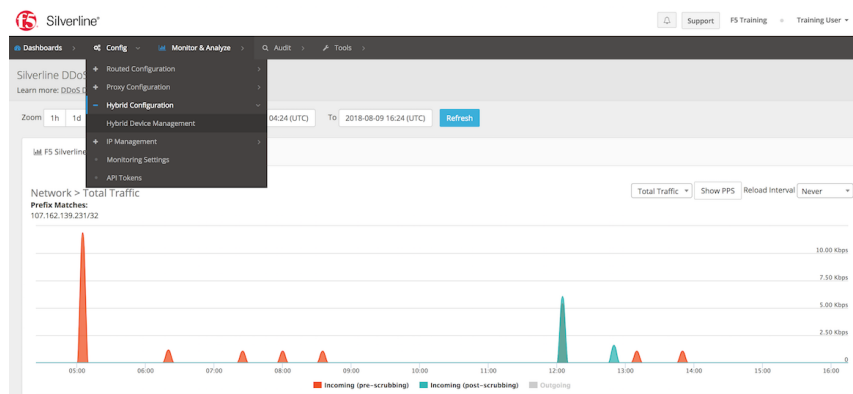 f5 Silverline®
Support F5 Training Training User
Dashboards Config Monitor & Analyze Audit Tools
Silverline DDoS
Learn more: DDoS D
Routed Configuration
Proxy Configuration
Hybrid Configuration
Hybrid Device Management
IP Management
Monitoring Settings
API Tokens
Zoom 1h 1d 04:24 (UTC) To 2018-08-09 16:24 (UTC) Refresh
F5 Silverline
Network > Total Traffic
Total Traffic Show PPS Reload Interval Never
Prefix Matches:
107.162.139.231/32
10.00 Kbps
7.50 Kbps
5.00 Kbps
2.50 Kbps
0
05:00 06:00 07:00 08:00 09:00 10:00 11:00 12:00 13:00 14:00 15:00 16:00
Incoming (pre-scrubbing) Incoming (post-scrubbing) Outgoing